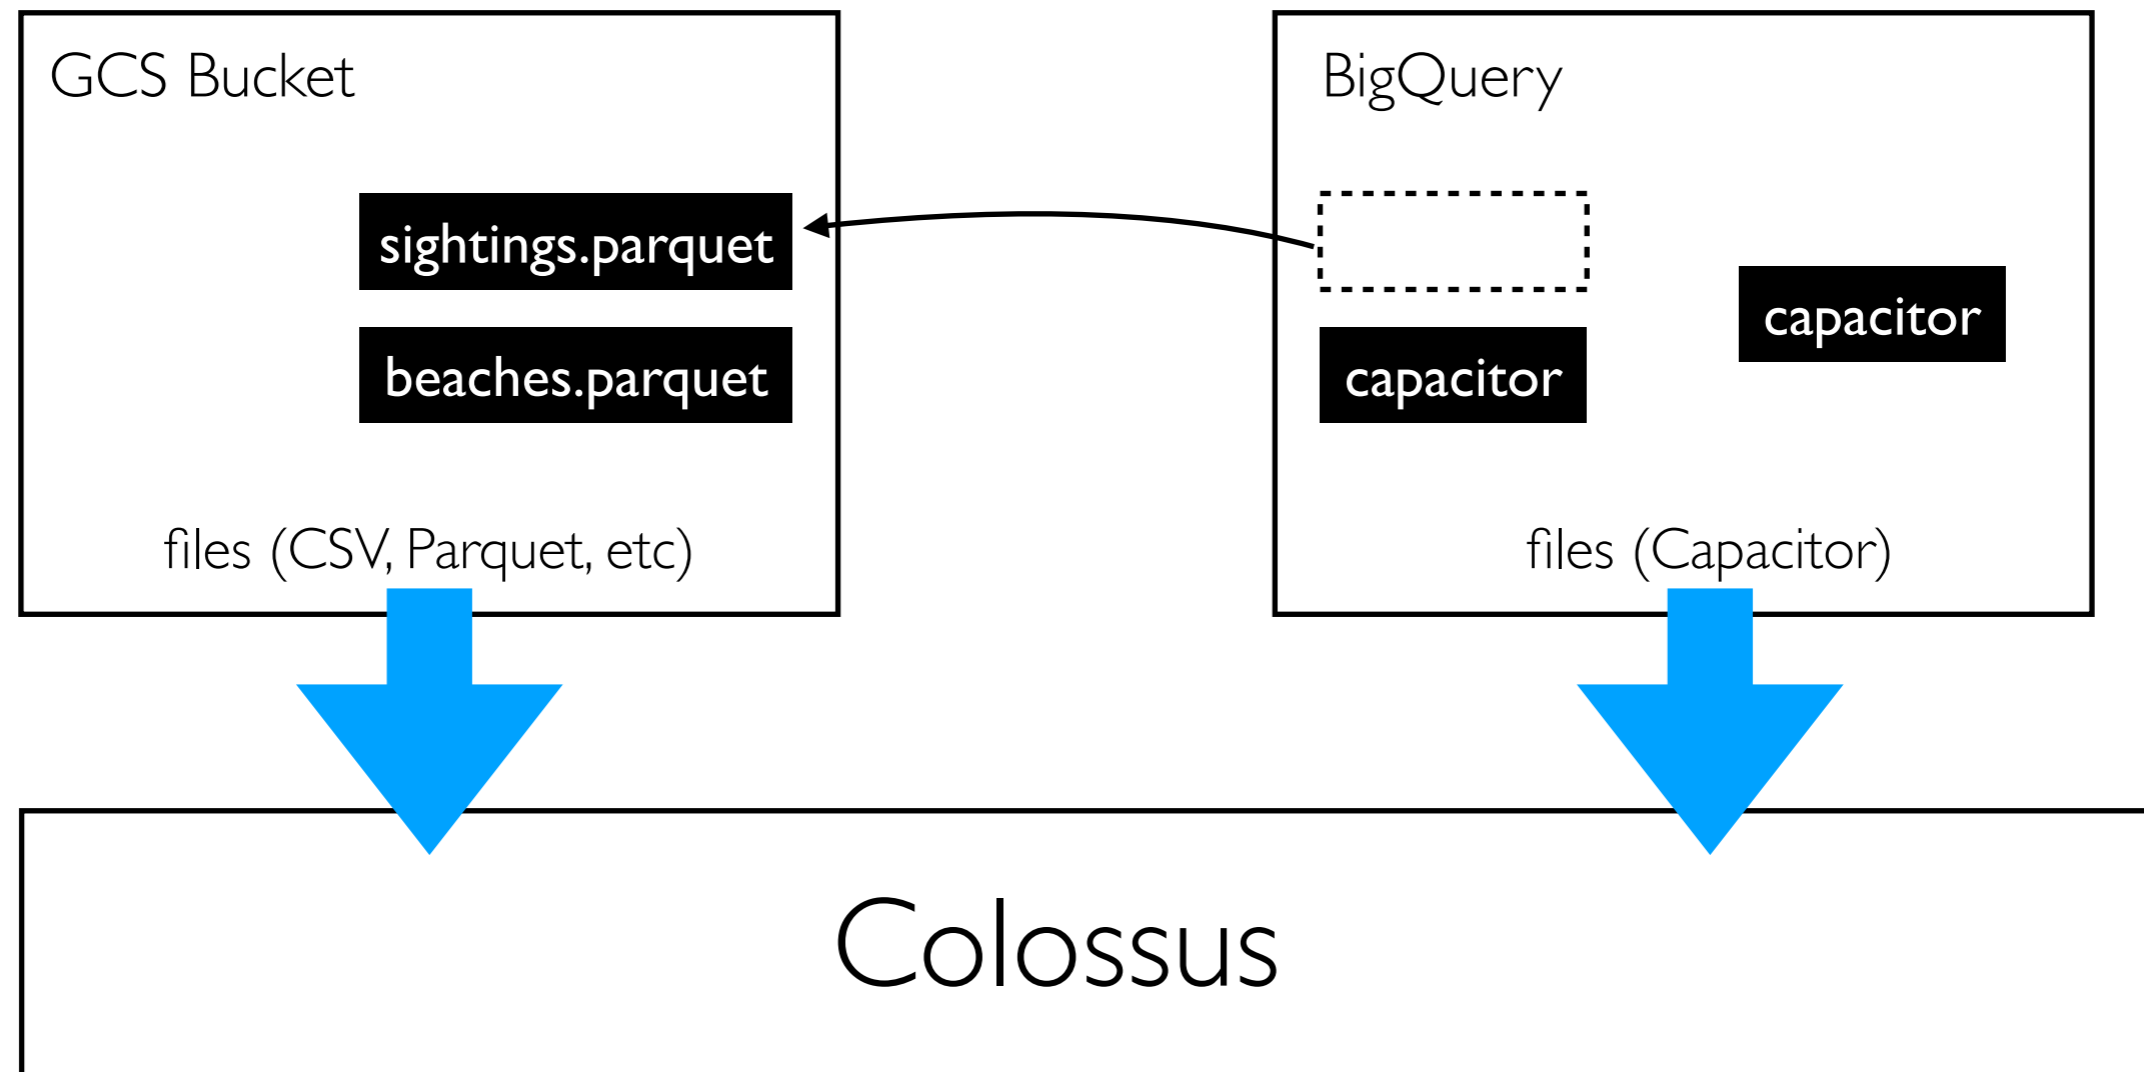 GCS Bucket
sightings.parquet
beaches.parquet
files (CSV, Parquet, etc)
BigQuery
capacitor
capacitor
files (Capacitor)
Colossus